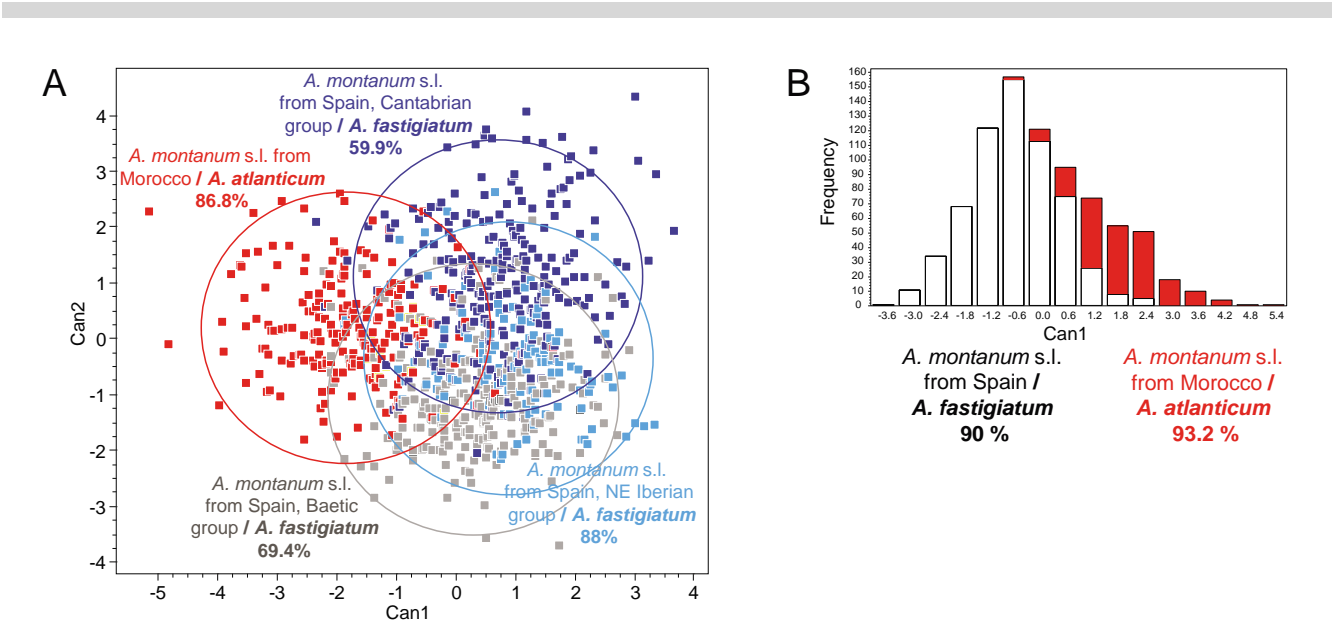 A
A. montanum s.l.
from Spain, Cantabrian
group / A. fastigiatum
59.9%
A. montanum s.l. from
Morocco / A. atlanticum
86.8%
4
3
2
1
0
-1
-2
-3
-4
Can2
A. montanum s.l.
from Spain, Baetic
group / A. fastigiatum
69.4%
A. montanum s.l.
from Spain, NE Iberian
group / A. fastigiatum
88%
-5 -4 -3 -2 -1 0 1 2 3 4
Can1
B
160
150
140
130
120
110
100
90
80
70
60
50
40
30
20
10
0
Frequency
-3.6 -3.0 -2.4 -1.8 -1.2 -0.6 0.0 0.6 1.2 1.8 2.4 3.0 3.6 4.2 4.8 5.4
Can1
A. montanum s.l.
from Spain /
A. fastigiatum
90 %
A. montanum s.l.
from Morocco /
A. atlanticum
93.2 %